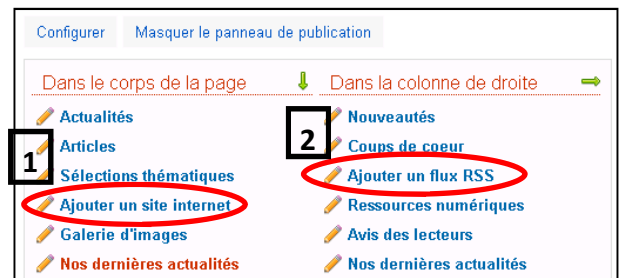 Configurer Masquer le panneau de publication
Dans le corps de la page
Actualités
1
Articles
Sélections thématiques
Ajouter un site internet
Galerie d'images
Nos dernières actualités
Dans la colonne de droite
Nouveautés
2
Coups de coeur
Ajouter un flux RSS
Ressources numériques
Avis des lecteurs
Nos dernières actualités